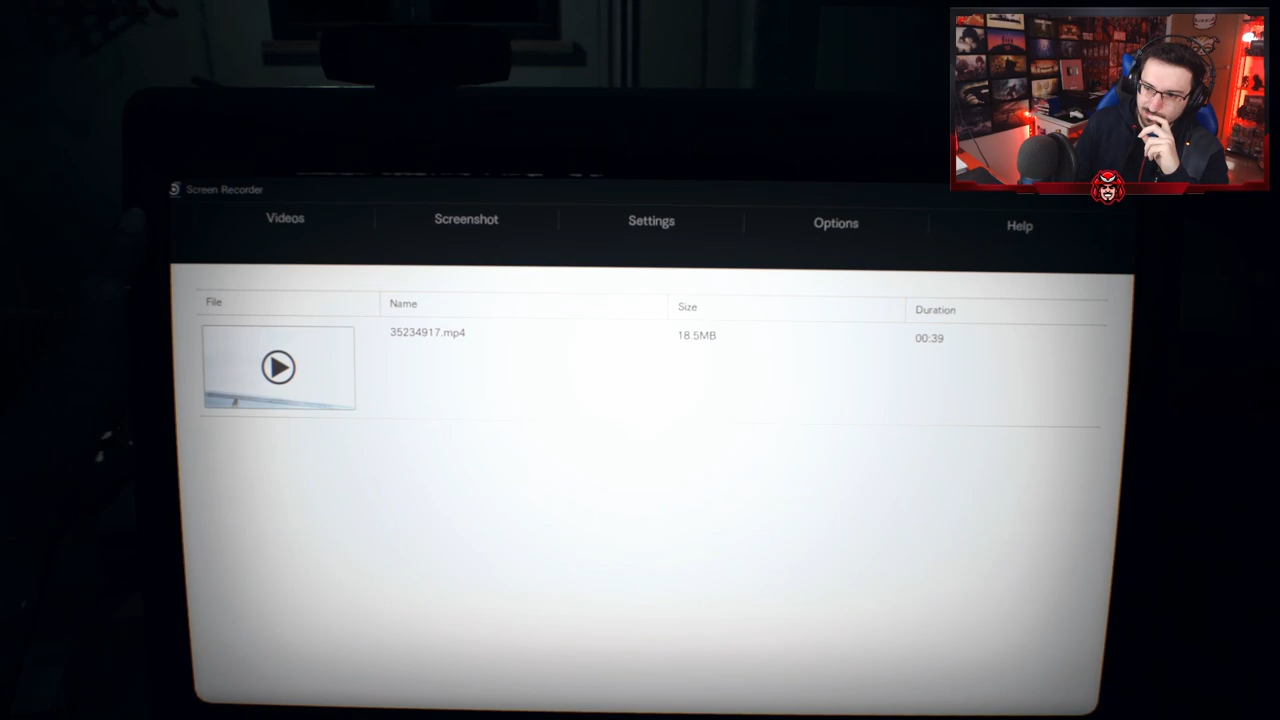 Screen Recorder
Videos Screenshot Settings Options Help
File Name Size Duration
35234917.mp4 18.5MB 00:39